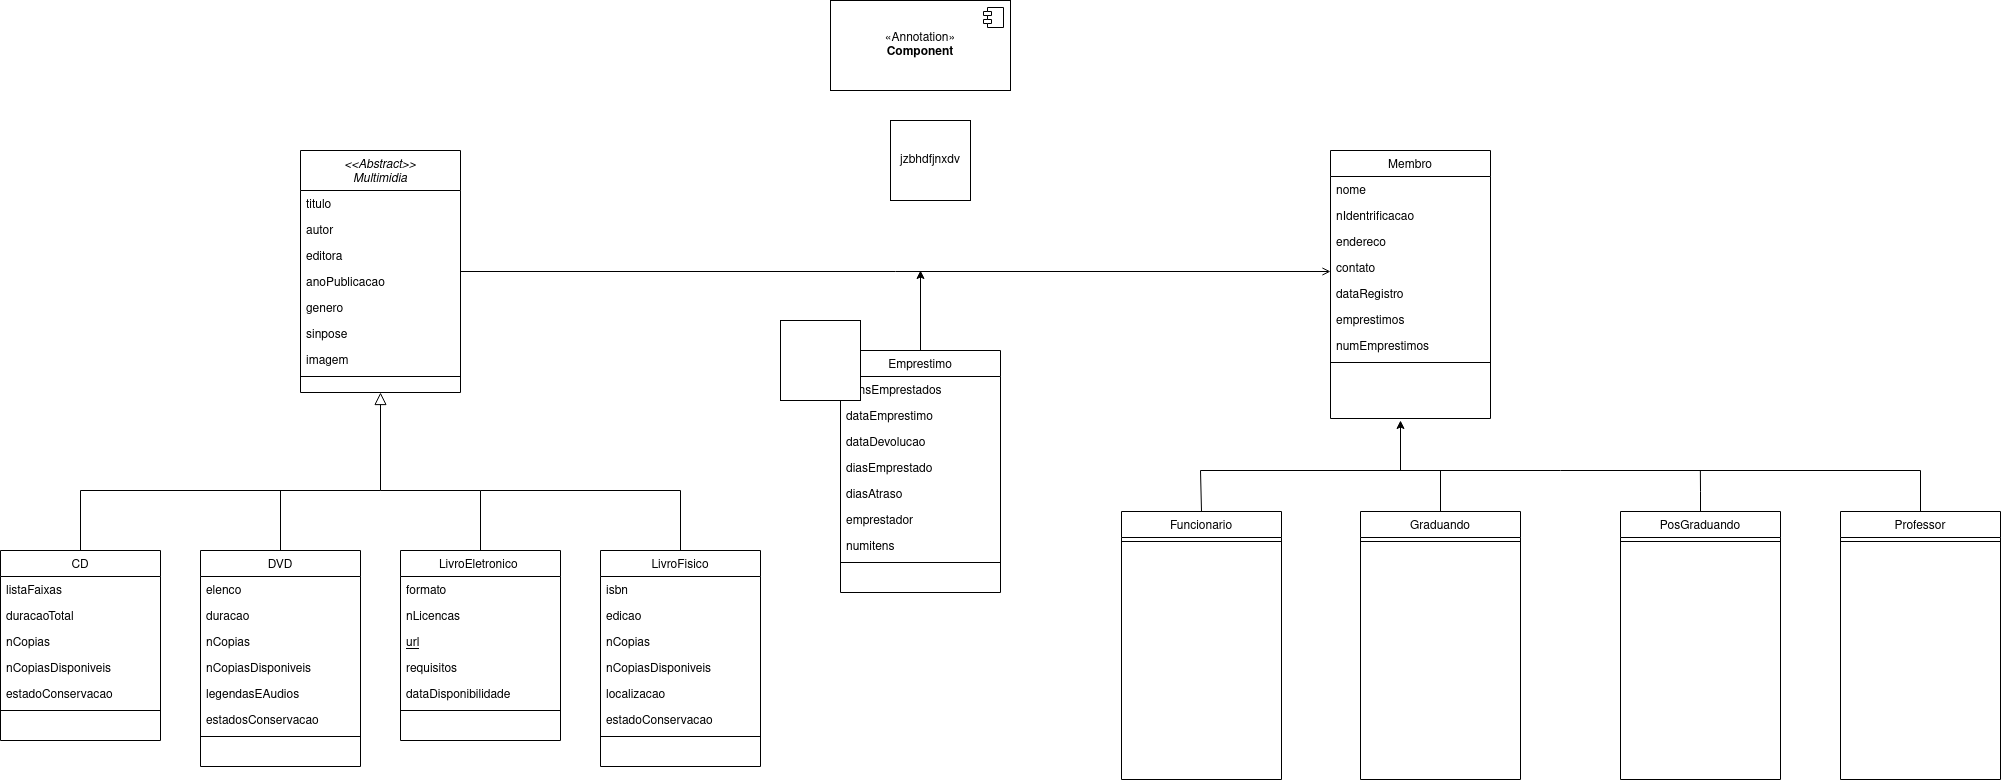 «Annotation»
Component
jzbhdfjnxdv
<<Abstract>>
Multimidia
titulo
autor
editora
anoPublicacao
genero
sinpose
imagem
Membro
nome
nIdentificacao
endereco
contato
dataRegistro
emprestimos
numEmprestimos
Emprestimo
nsEmprestados
dataEmprestimo
dataDevolucao
diasEmprestado
diasAtraso
emprestador
numitens
CD
listaFaixas
duracaoTotal
nCopias
nCopiasDisponiveis
estadoConservacao
DVD
elenco
duracao
nCopias
nCopiasDisponiveis
legendasEAudios
estadosConservacao
LivroEletronico
formato
nLicencas
url
requisitos
dataDisponibilidade
LivroFisico
isbn
edicao
nCopias
nCopiasDisponiveis
localizacao
estadoConservacao
Funcionario
Graduando
PosGraduando
Professor